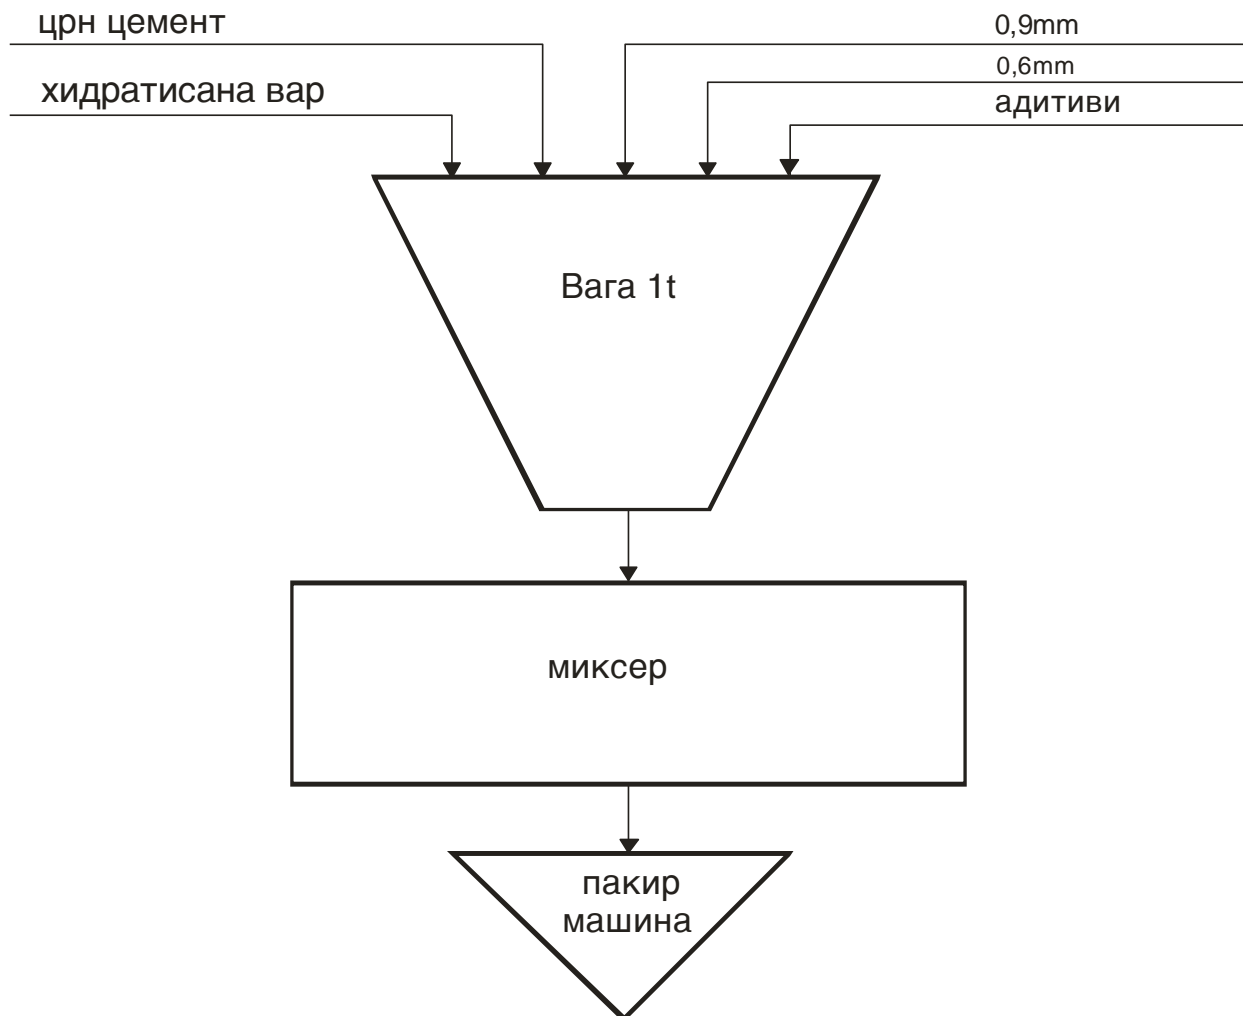 црн цемент
хидратисана вар
0,9mm
0,6mm
адитиви
Вага 1t
миксер
пакир
машина